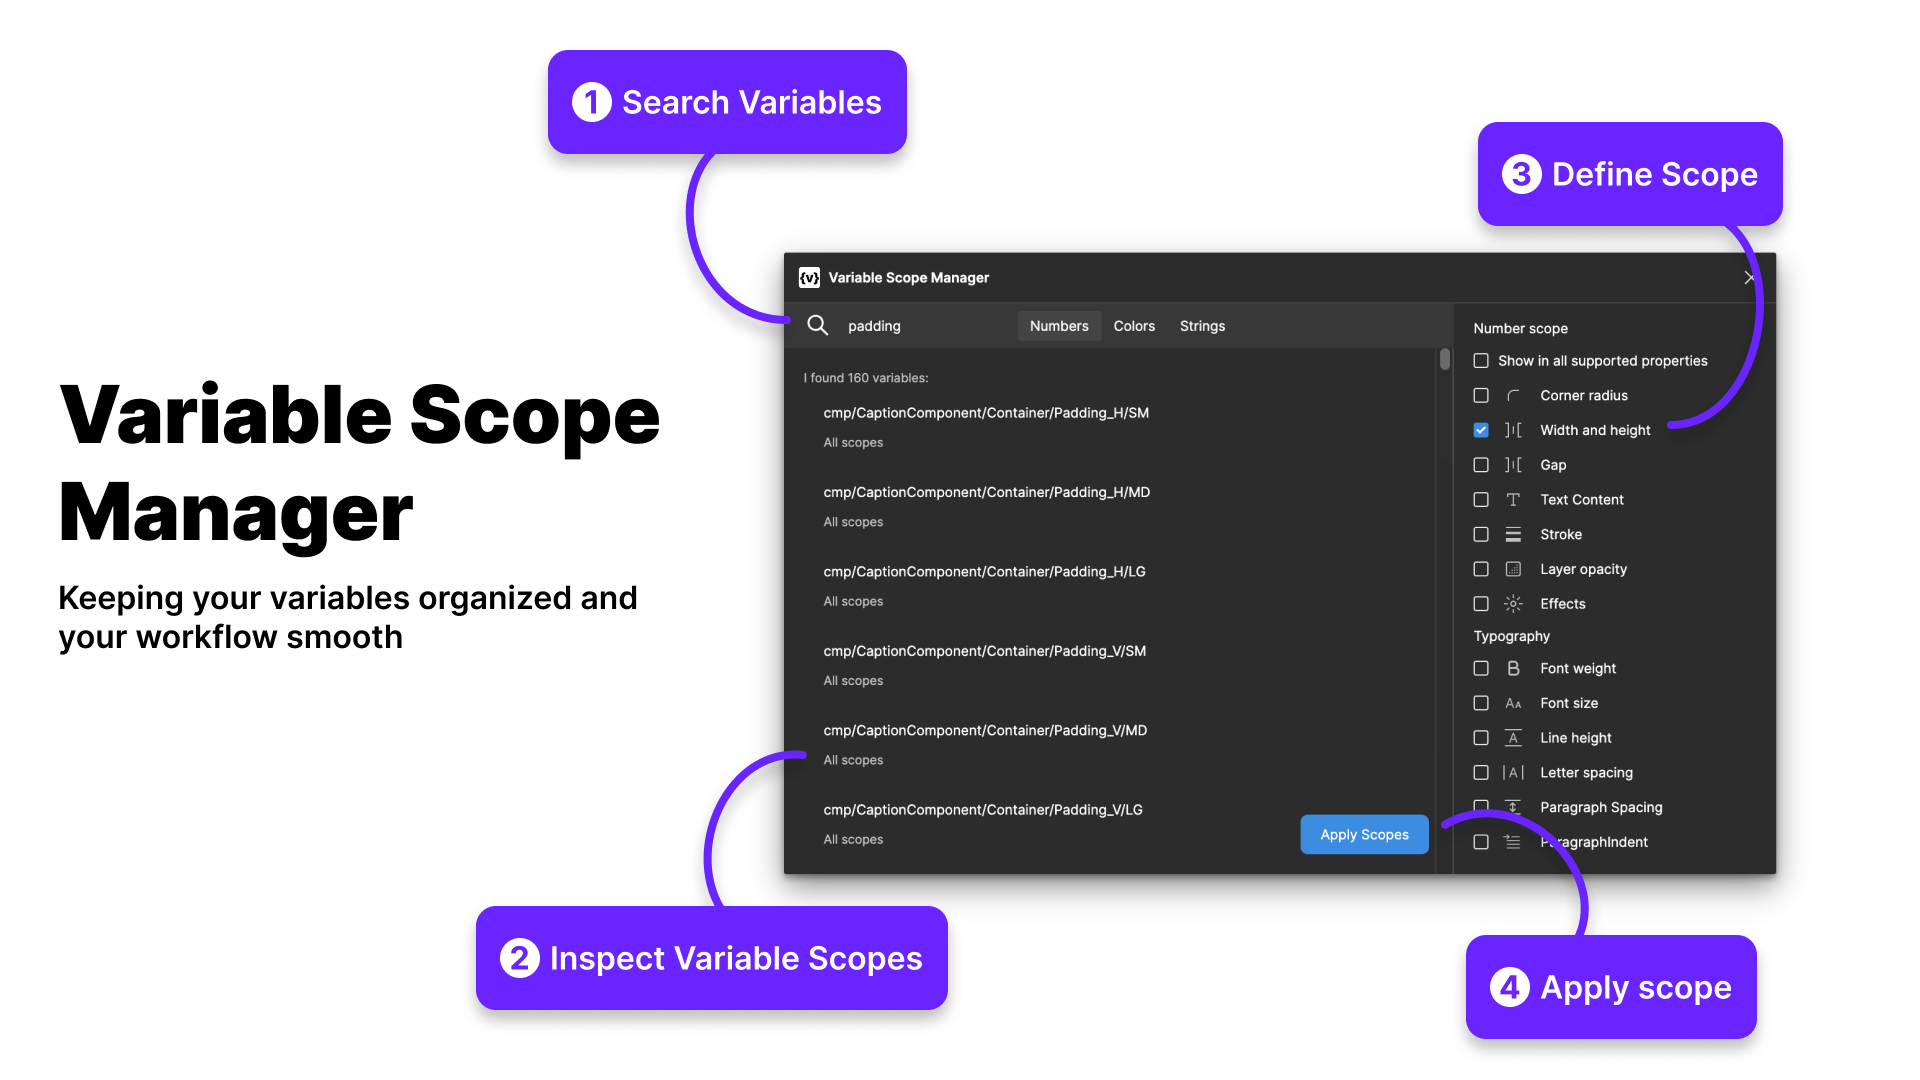 1 Search Variables
3 Define Scope
Variable Scope
Manager
Keeping your variables organized and
your workflow smooth
{v} Variable Scope Manager
padding
Numbers
Colors
Strings
I found 160 variables:
cmp/CaptionComponent/Container/Padding_H/SM
All scopes
cmp/CaptionComponent/Container/Padding_H/MD
All scopes
cmp/CaptionComponent/Container/Padding_H/LG
All scopes
cmp/CaptionComponent/Container/Padding_V/SM
All scopes
cmp/CaptionComponent/Container/Padding_V/MD
All scopes
cmp/CaptionComponent/Container/Padding_V/LG
All scopes
Apply Scopes
Number scope
Show in all supported properties
Corner radius
Width and height
Gap
Text Content
Stroke
Layer opacity
Effects
Typography
Font weight
Font size
Line height
Letter spacing
Paragraph Spacing
ParagraphIndent
2 Inspect Variable Scopes
4 Apply scope